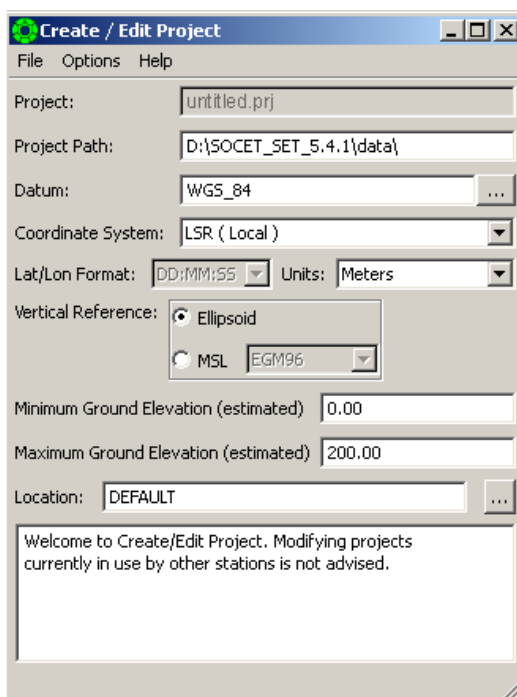 Create / Edit Project
File Options Help
Project: untitled.prj
Project Path: D:\SOCET_SET_5.4.1\data\
Datum: WGS_84 ...
Coordinate System: LSR ( Local )
Lat/Lon Format: DD:MM:SS Units: Meters
Vertical Reference: Ellipsoid
MSL EGM96
Minimum Ground Elevation (estimated) 0.00
Maximum Ground Elevation (estimated) 200.00
Location: DEFAULT ...
Welcome to Create/Edit Project. Modifying projects
currently in use by other stations is not advised.